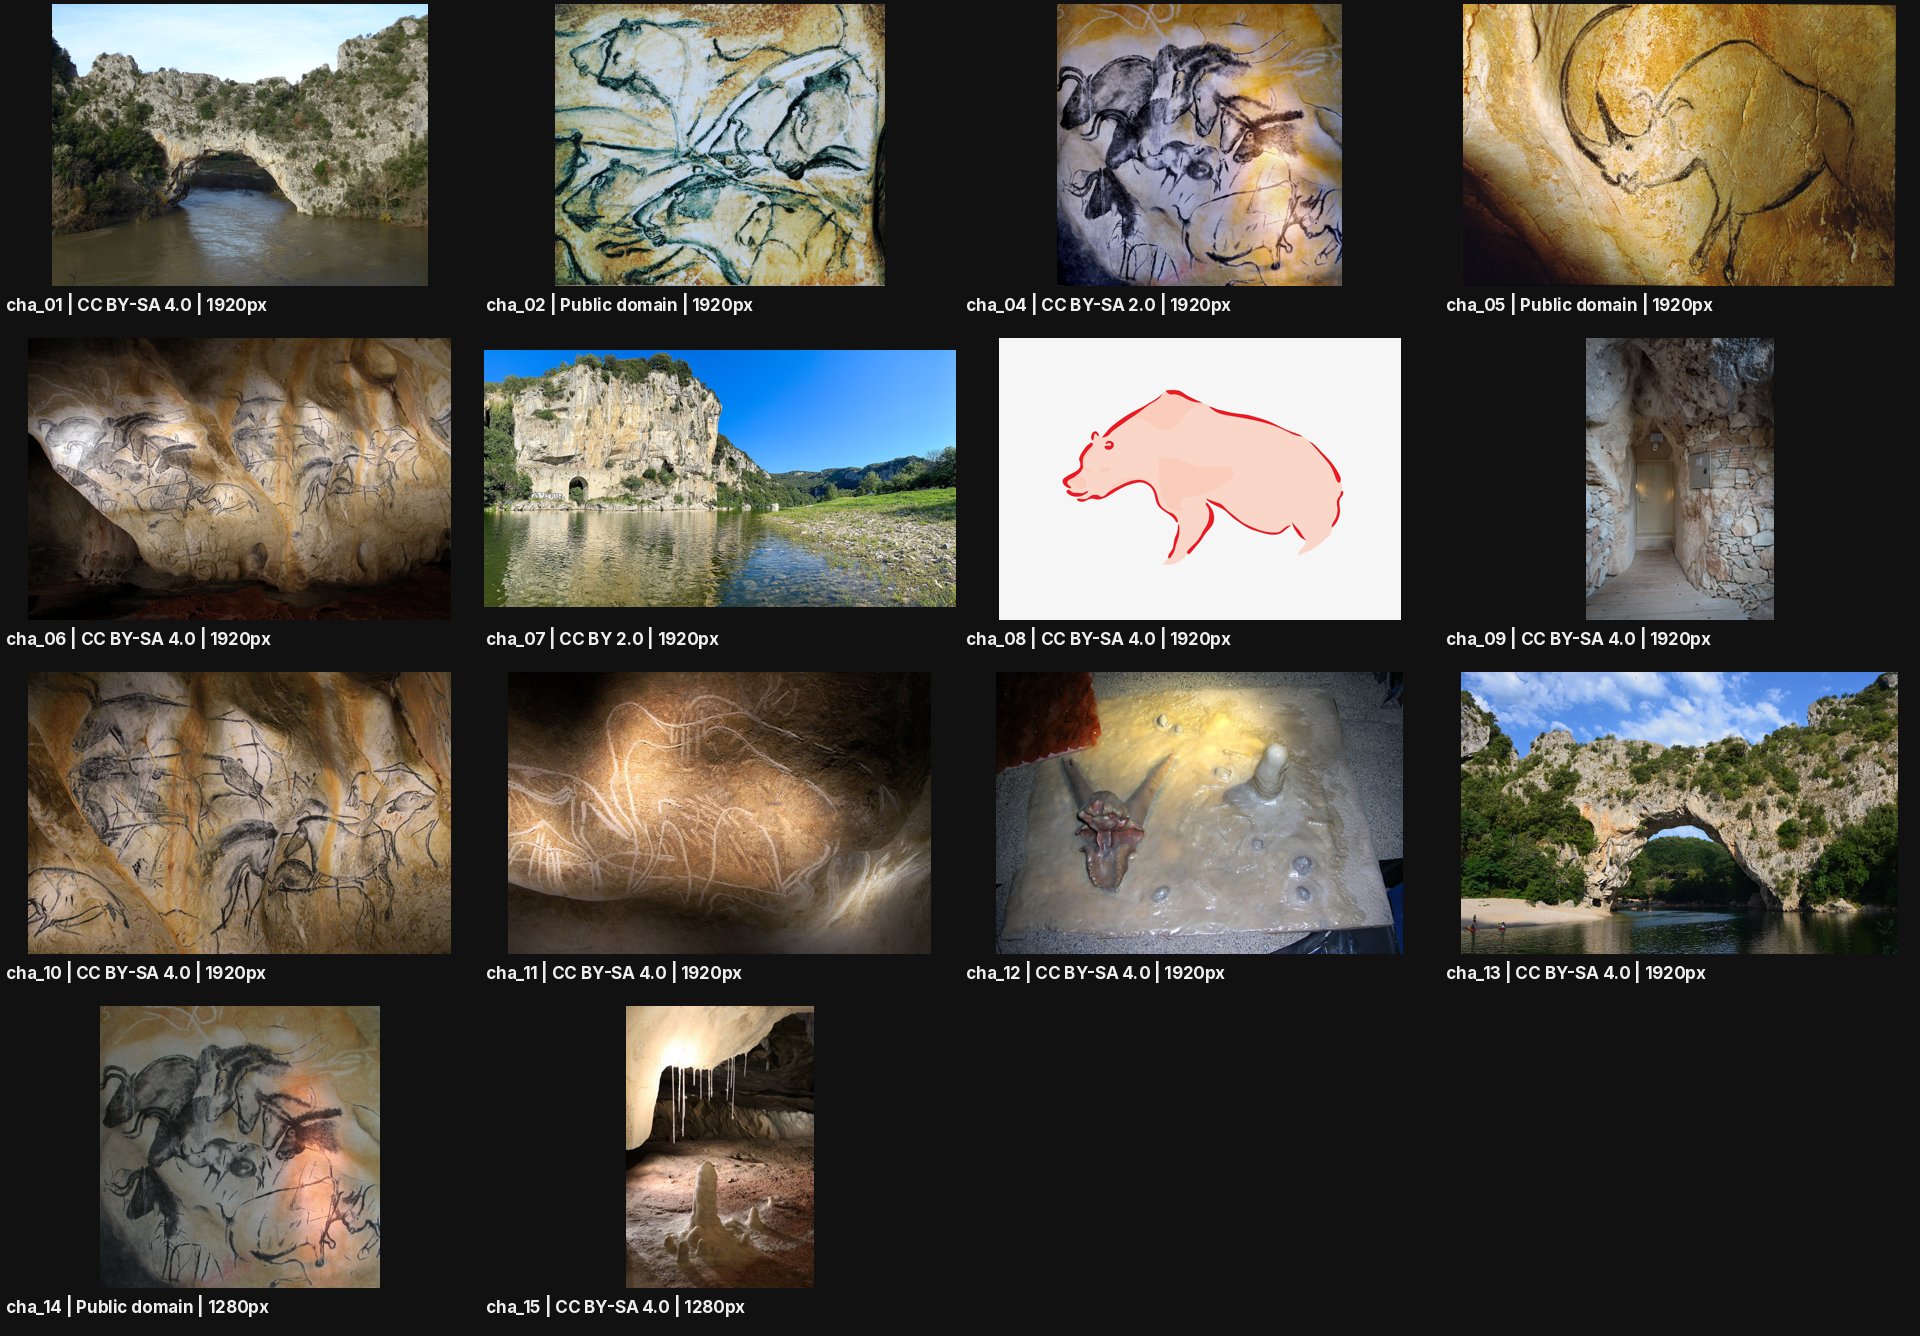 cha_01 | CC BY-SA 4.0 | 1920px
cha_02 | Public domain | 1920px
cha_04 | CC BY-SA 2.0 | 1920px
cha_05 | Public domain | 1920px
cha_06 | CC BY-SA 4.0 | 1920px
cha_07 | CC BY 2.0 | 1920px
cha_08 | CC BY-SA 4.0 | 1920px
cha_09 | CC BY-SA 4.0 | 1920px
cha_10 | CC BY-SA 4.0 | 1920px
cha_11 | CC BY-SA 4.0 | 1920px
cha_12 | CC BY-SA 4.0 | 1920px
cha_13 | CC BY-SA 4.0 | 1920px
cha_14 | Public domain | 1280px
cha_15 | CC BY-SA 4.0 | 1280px